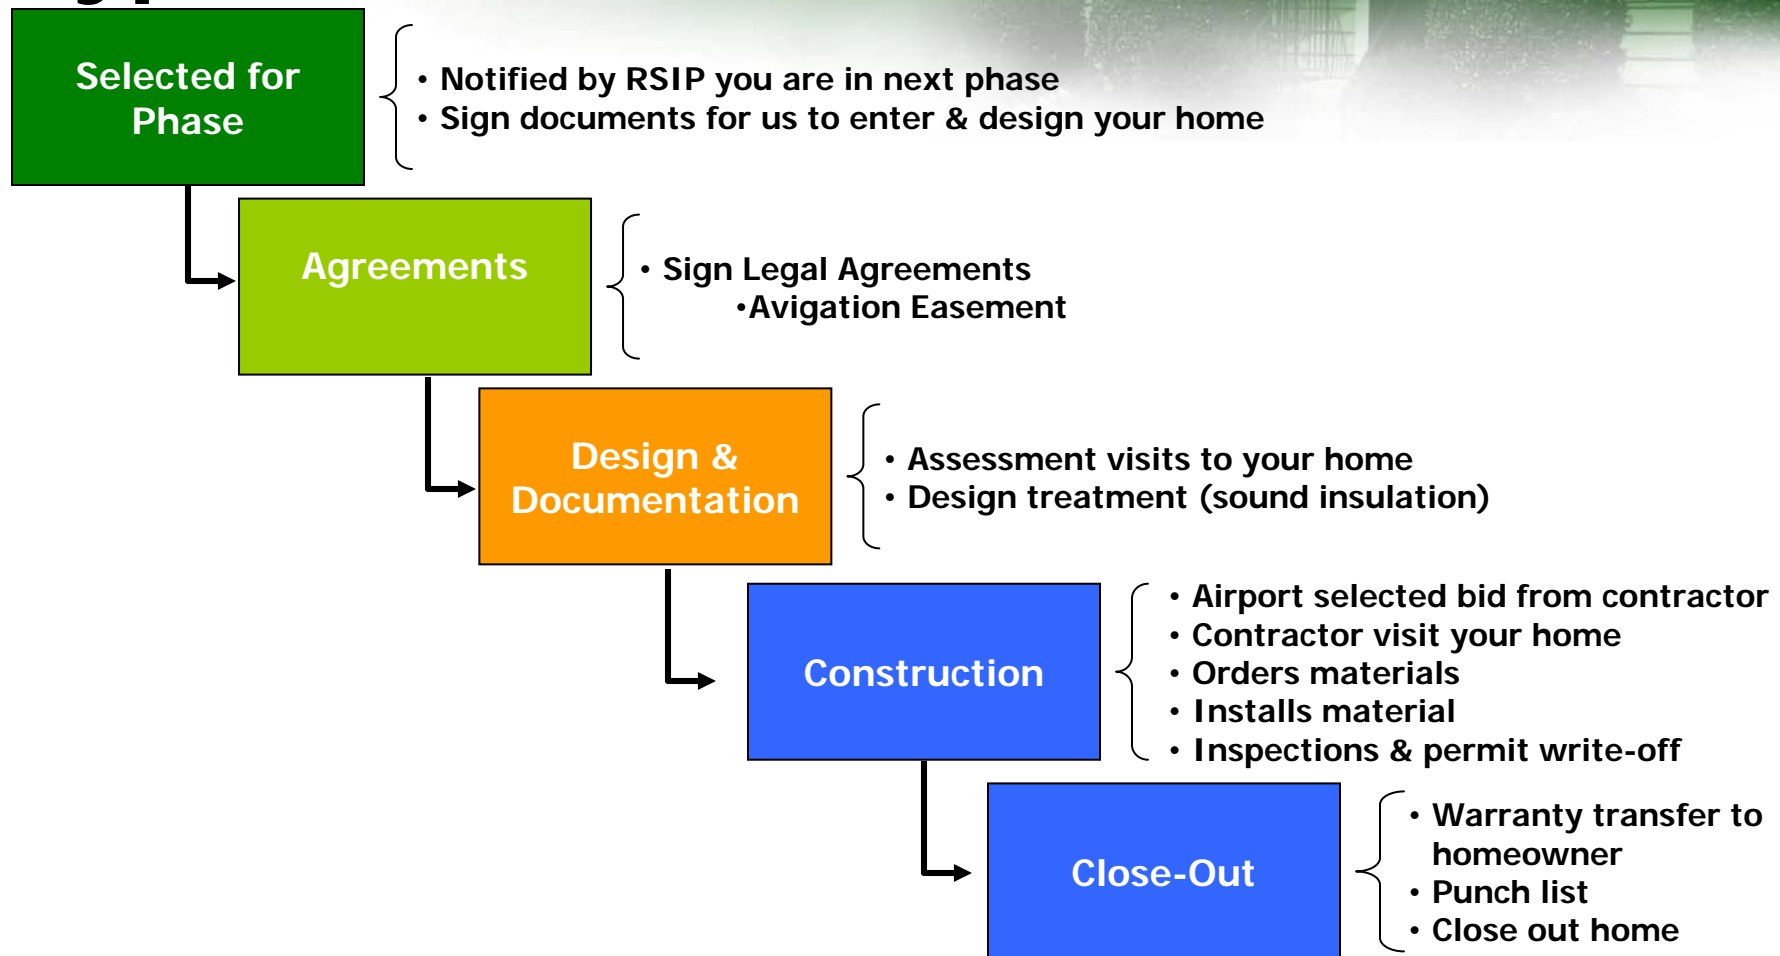 Selected for
Phase
• Notified by RSIP you are in next phase
• Sign documents for us to enter & design your home
Agreements
• Sign Legal Agreements
•Avigation Easement
Design &
Documentation
• Assessment visits to your home
• Design treatment (sound insulation)
Construction
• Airport selected bid from contractor
• Contractor visit your home
• Orders materials
• Installs material
• Inspections & permit write-off
Close-Out
• Warranty transfer to
homeowner
• Punch list
• Close out home